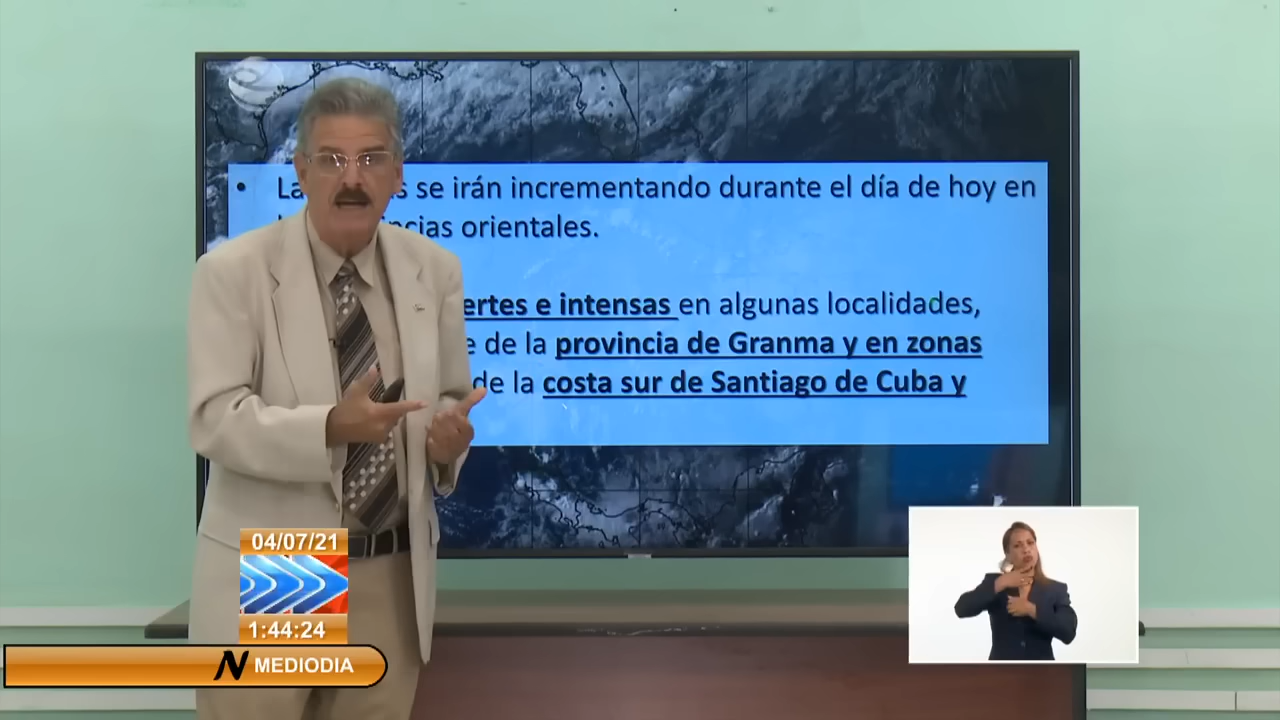 • La s se irán incrementando durante el día de hoy en
ncias orientales.
ertes e intensas en algunas localidades,
e de la provincia de Granma y en zonas
de la costa sur de Santiago de Cuba y
04/07/21
1:44:24
N MEDIODIA